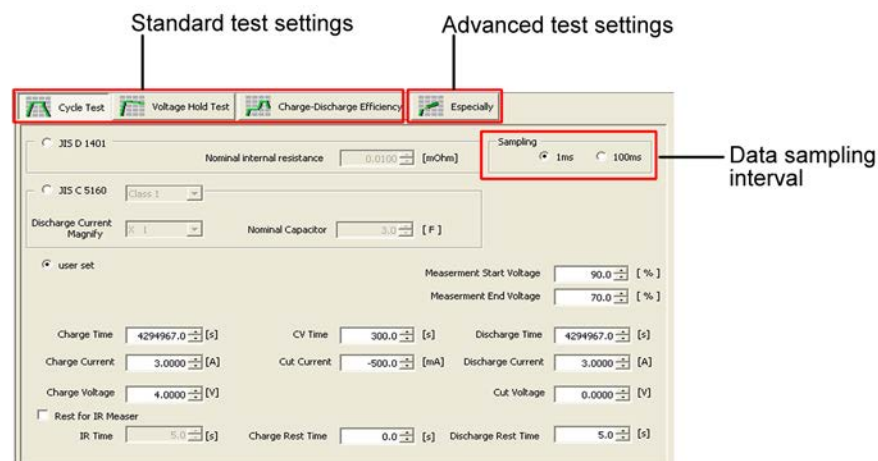 Standard test settings Advanced test settings
Cycle Test Voltage Hold Test Charge-Discharge Efficiency Especially
JIS D 1401
Sampling
Nominal internal resistance 0.0100 [mOhm] 1ms 100ms
Data sampling
interval
JIS C 5160 Class 1
Discharge Current
Magnify X 1 Nominal Capacitor 3.0 [F]
user set
Measerment Start Voltage 90.0 [%]
Measerment End Voltage 70.0 [%]
Charge Time 4294967.0 [s] CV Time 300.0 [s] Discharge Time 4294967.0 [s]
Charge Current 3.0000 [A] Cut Current -500.0 [mA] Discharge Current 3.0000 [A]
Charge Voltage 4.0000 [V] Cut Voltage 0.0000 [V]
Rest for IR Measer
IR Time 5.0 [s] Charge Rest Time 0.0 [s] Discharge Rest Time 5.0 [s]